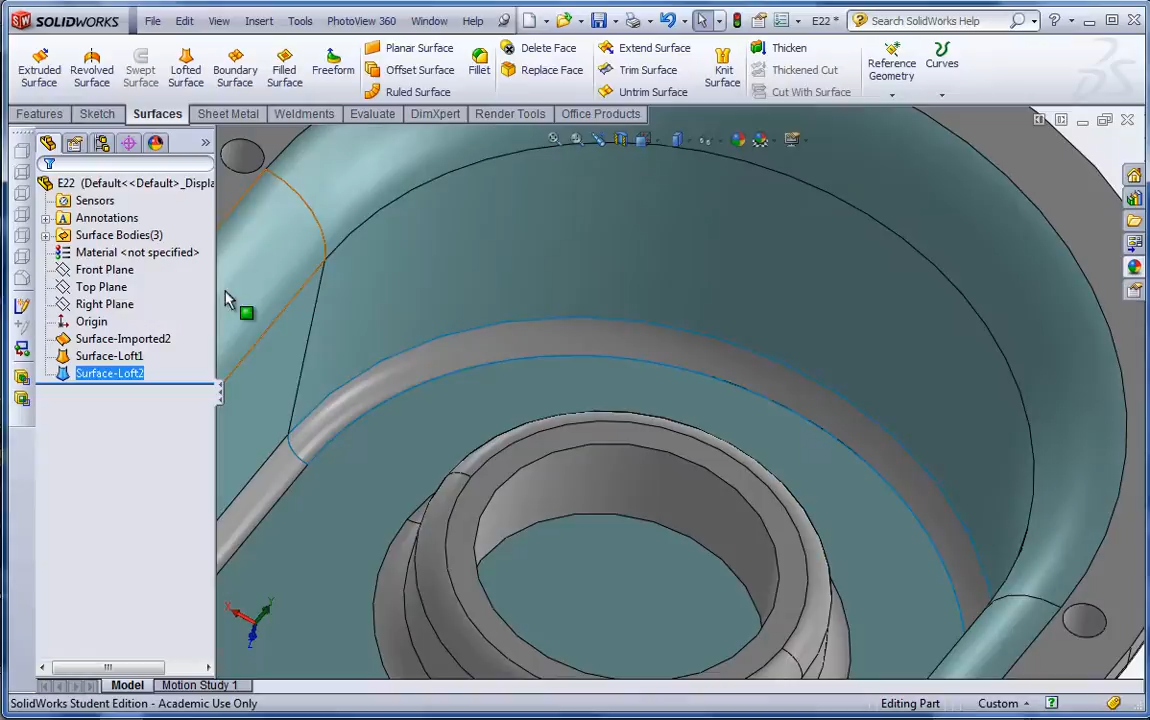 SOLIDWORKS File Edit View Insert Tools PhotoView 360 Window Help E22 * Search SolidWorks Help
Extruded Surface
Revolved Surface
Swept Surface
Lofted Surface
Boundary Surface
Filled Surface
Freeform
Planar Surface
Offset Surface
Ruled Surface
Fillet
Delete Face
Replace Face
Extend Surface
Trim Surface
Untrim Surface
Knit Surface
Thicken
Thickened Cut
Cut With Surface
Reference Geometry
Curves
Features Sketch Surfaces Sheet Metal Weldments Evaluate DimXpert Render Tools Office Products
E22 (Default<<Default>_Displa
Sensors
Annotations
Surface Bodies(3)
Material <not specified>
Front Plane
Top Plane
Right Plane
Origin
Surface-Imported2
Surface-Loft1
Surface-Loft2
X
Y
Z
Model Motion Study 1
SolidWorks Student Edition - Academic Use Only Editing Part Custom